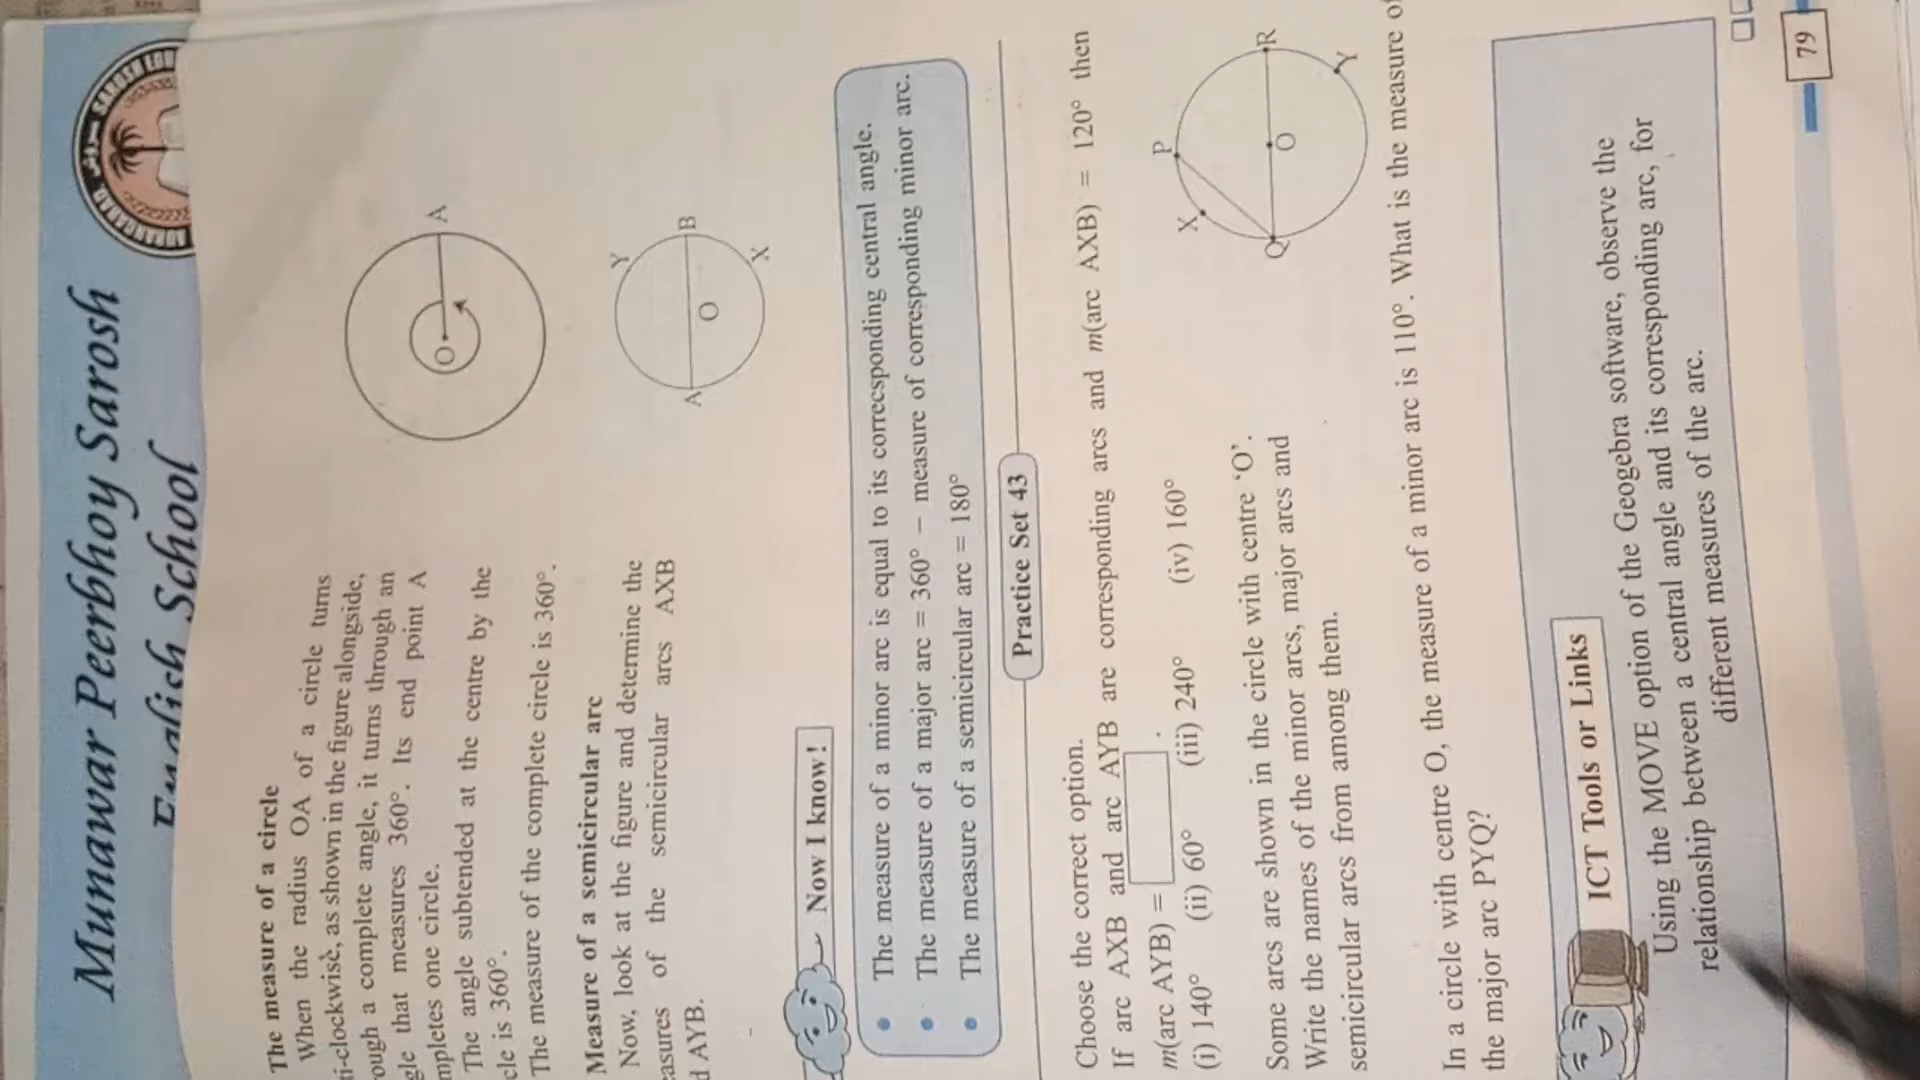 Munawar Peerbhoy Sarosh
English School
The measure of a circle
When the radius OA of a circle turns
ti-clockwise, as shown in the figure alongside,
ough a complete angle, it turns through an
gle that measures 360°. Its end point A
mpletes one circle.
The angle subtended at the centre by the
cle is 360°.
The measure of the complete circle is 360°.
O
A
Measure of a semicircular arc
Now, look at the figure and determine the
easures of the semicircular arcs AXB
d AYB.
Y
A
O
B
X
Now I know!
• The measure of a minor arc is equal to its correcsponding central angle.
• The measure of a major arc = 360° − measure of corresponding minor arc.
• The measure of a semicircular arc = 180°
Practice Set 43
Choose the correct option.
If arc AXB and arc AYB are corresponding arcs and m(arc AXB) = 120° then
m(arc AYB) = .
(i) 140° (ii) 60° (iii) 240° (iv) 160°
Some arcs are shown in the circle with centre ‘O’.
Write the names of the minor arcs, major arcs and
semicircular arcs from among them.
P
X
Q
O
R
Y
In a circle with centre O, the measure of a minor arc is 110°. What is the measure of
the major arc PYQ?
ICT Tools or Links
Using the MOVE option of the Geogebra software, observe the
relationship between a central angle and its corresponding arc, for
different measures of the arc.
79